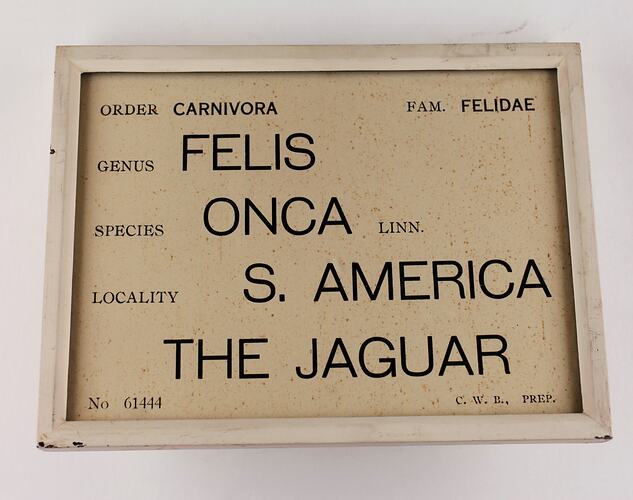 ORDER CARNIVORA FAM. FELIDAE
GENUS FELIS
SPECIES ONCA LINN.
LOCALITY S. AMERICA
THE JAGUAR
No 61444 C. W. B., PREP.